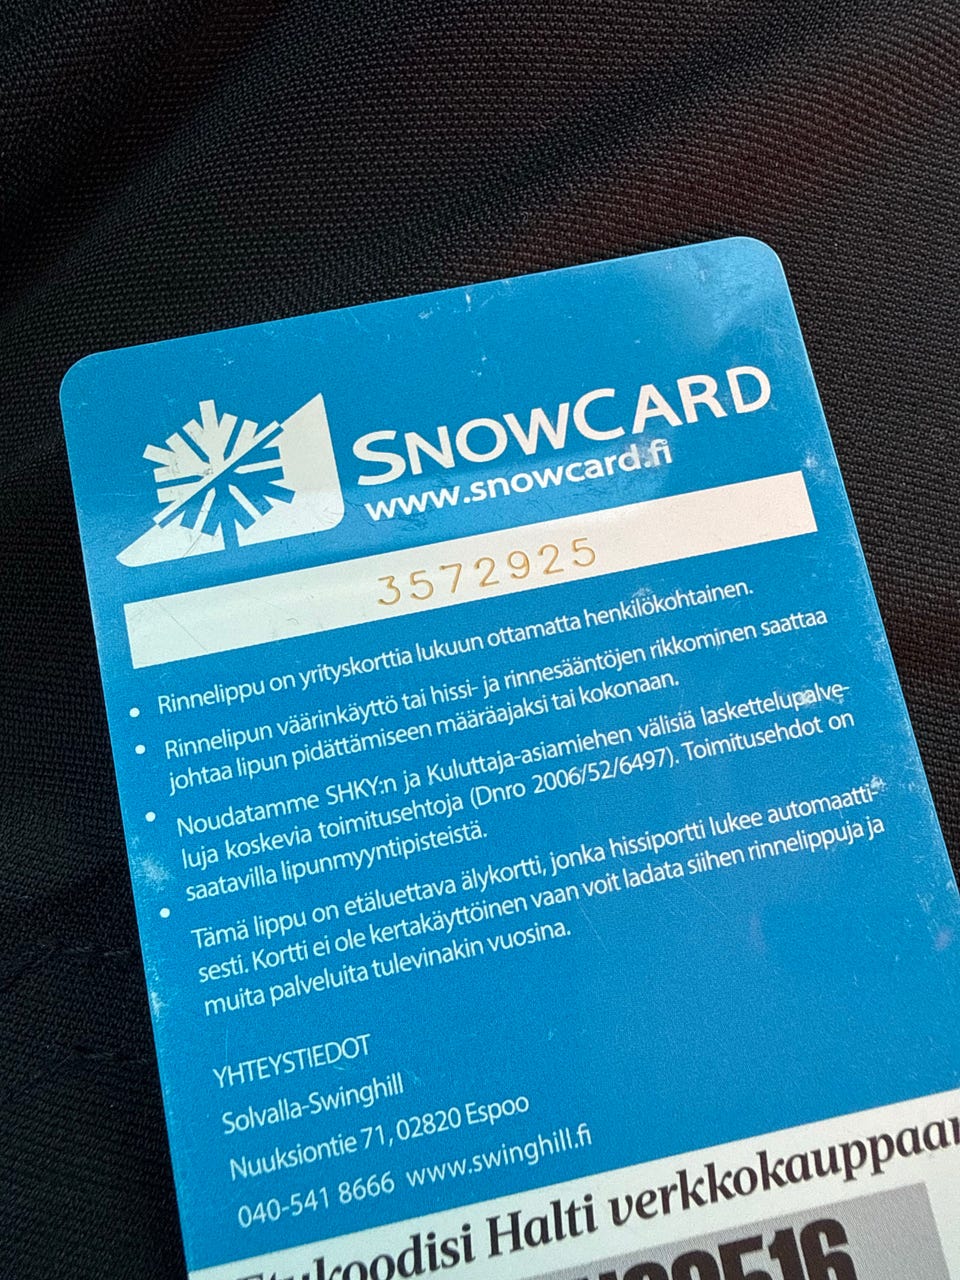 SNOWCARD
www.snowcard.fi
3572925
• Rinnelippu on yrityskorttia lukuun ottamatta henkilökohtainen.
• Rinnelipun väärinkäyttö tai hissi- ja rinnesääntöjen rikkominen saattaa
johtaa lipun pidättämiseen määräajaksi tai kokonaan.
• Noudatamme SHKY:n ja Kuluttaja-asiamiehen välisiä laskettelupalve-
luja koskevia toimitusehtoja (Dnro 2006/52/6497). Toimitusehdot on
saatavilla lipunmyyntipisteistä.
• Tämä lippu on etäluettava älykortti, jonka hissiportti lukee automaatti-
sesti. Kortti ei ole kertakäyttöinen vaan voit ladata siihen rinnelippuja ja
muita palveluita tulevinakin vuosina.
YHTEYSTIEDOT
Solvalla-Swinghill
Nuuksiontie 71, 02820 Espoo
040-541 8666 www.swinghill.fi
Etukoodisi Halti verkkokauppaan